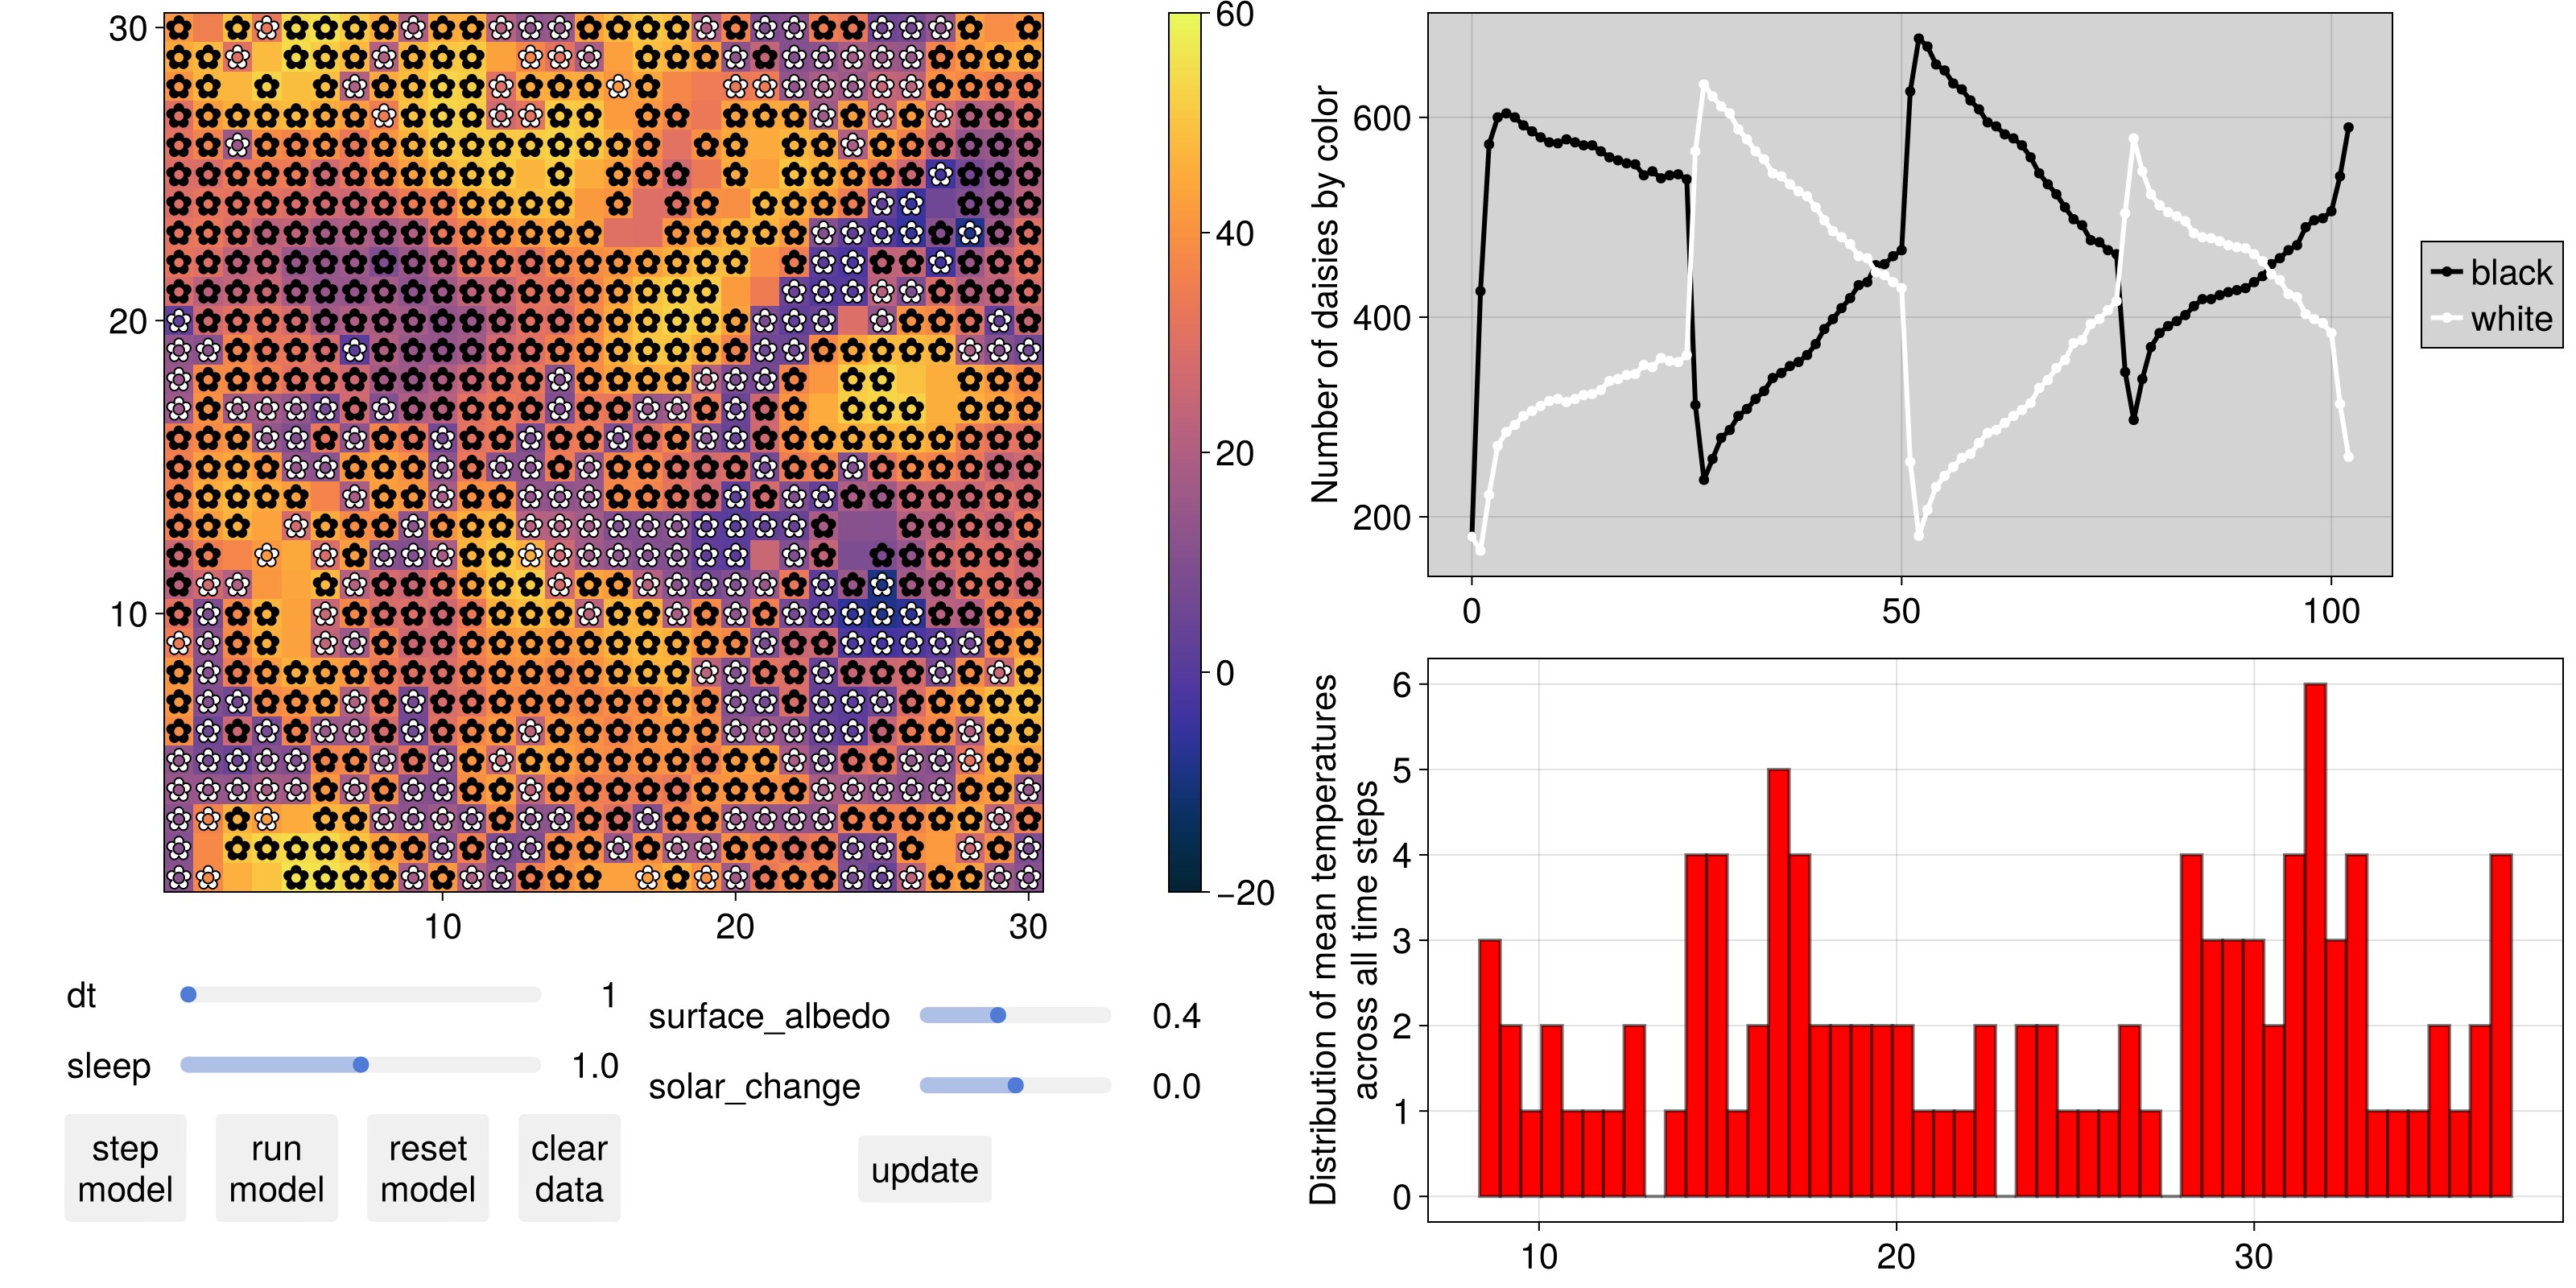 30
20
10
10
20
30
60
40
20
0
−20
Number of daisies by color
600
400
200
0
50
100
black
white
Distribution of mean temperatures
across all time steps
6
5
4
3
2
1
0
10
20
30
dt
1
sleep
1.0
surface_albedo
0.4
solar_change
0.0
step
model
run
model
reset
model
clear
data
update